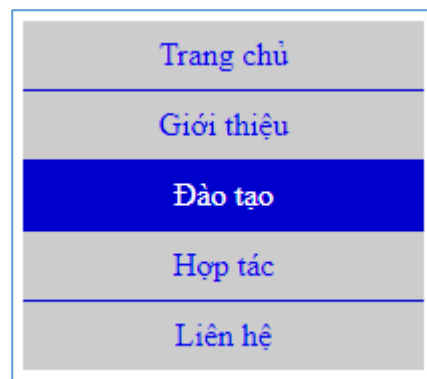 Trang chủ
Giới thiệu
Đào tạo
Hợp tác
Liên hệ